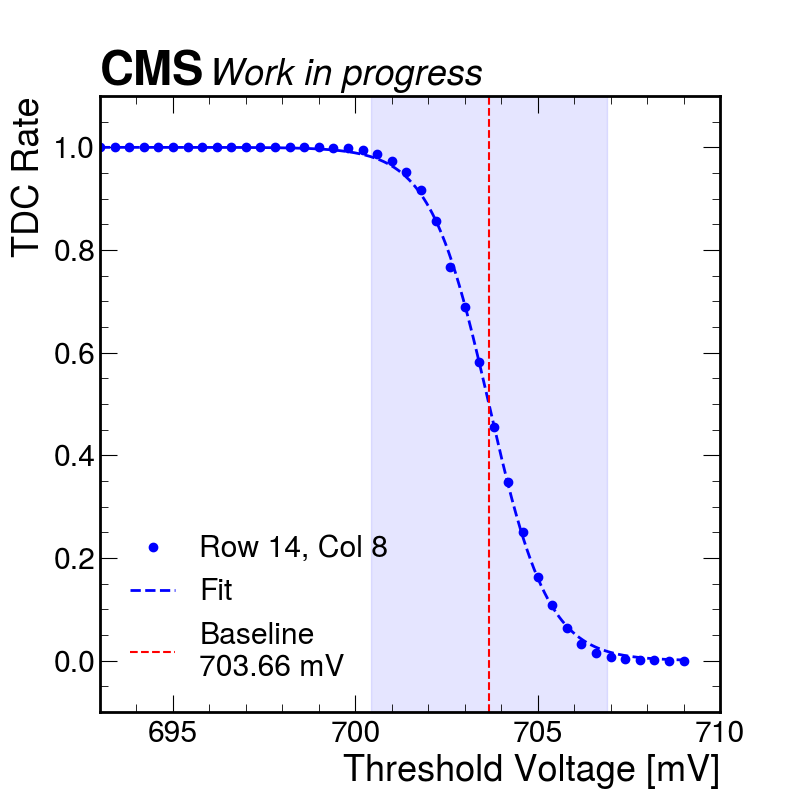 CMS Work in progress
TDC Rate
1.0
0.8
0.6
0.4
0.2
0.0
Row 14, Col 8
Fit
Baseline
703.66 mV
695 700 705 710
Threshold Voltage [mV]